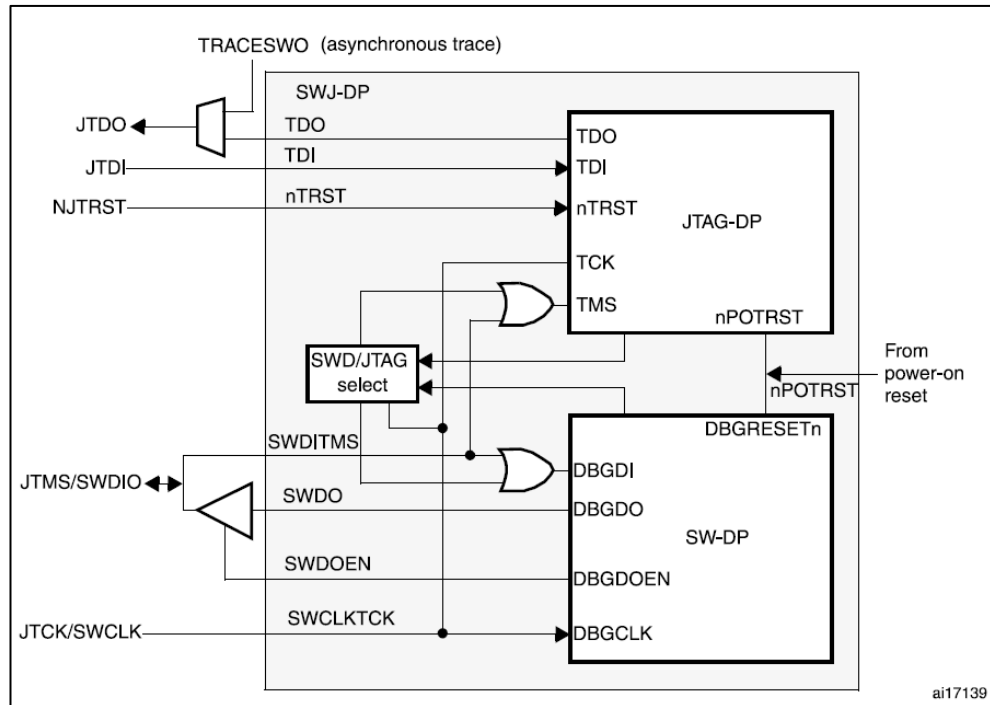 TRACESWO (asynchronous trace)
SWJ-DP
JTDO
TDO
TDO
JTDI
TDI
TDI
NJTRST
nTRST
nTRST
JTAG-DP
TCK
TMS
nPOTRST
SWD/JTAG
select
From
power-on
reset
nPOTRST
DBGRESETn
SWDITMS
JTMS/SWDIO
DBGDI
SWDO
DBGDO
SW-DP
SWDOEN
DBGDOEN
JTCK/SWCLK
SWCLKTCK
DBGCLK
ai17139